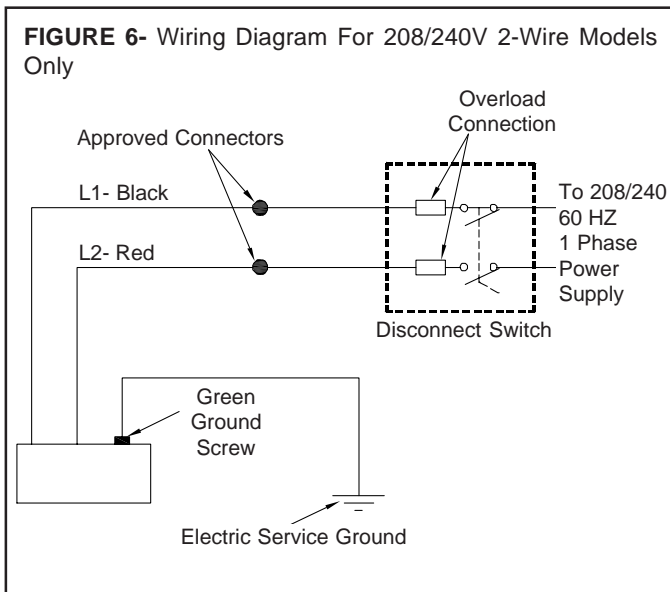 FIGURE 6- Wiring Diagram For 208/240V 2-Wire Models
Only
Overload
Connection
Approved Connectors
L1- Black
To 208/240
60 HZ
1 Phase
Power
Supply
L2- Red
Disconnect Switch
Green
Ground
Screw
Electric Service Ground